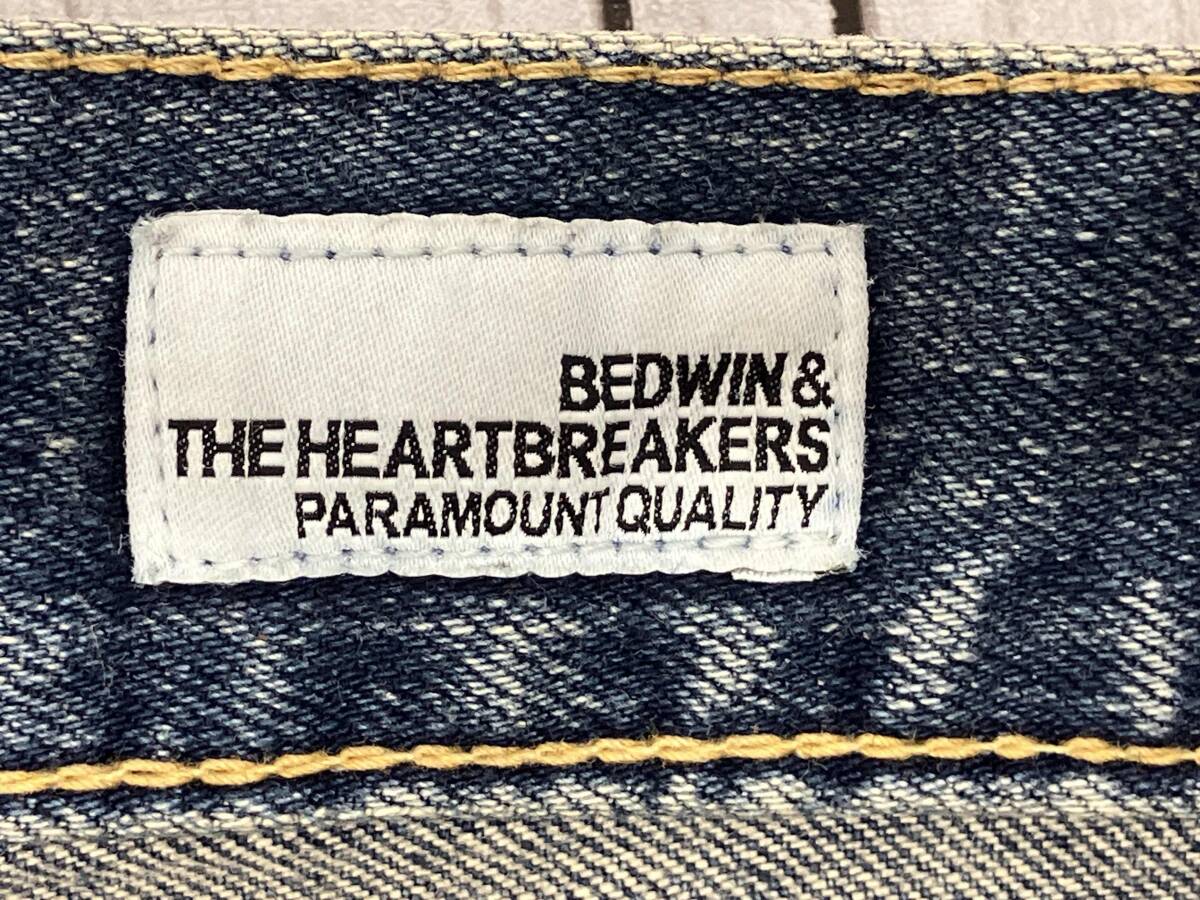 BEDWIN &
THE HEARTBREAKERS
PARAMOUNT QUALITY